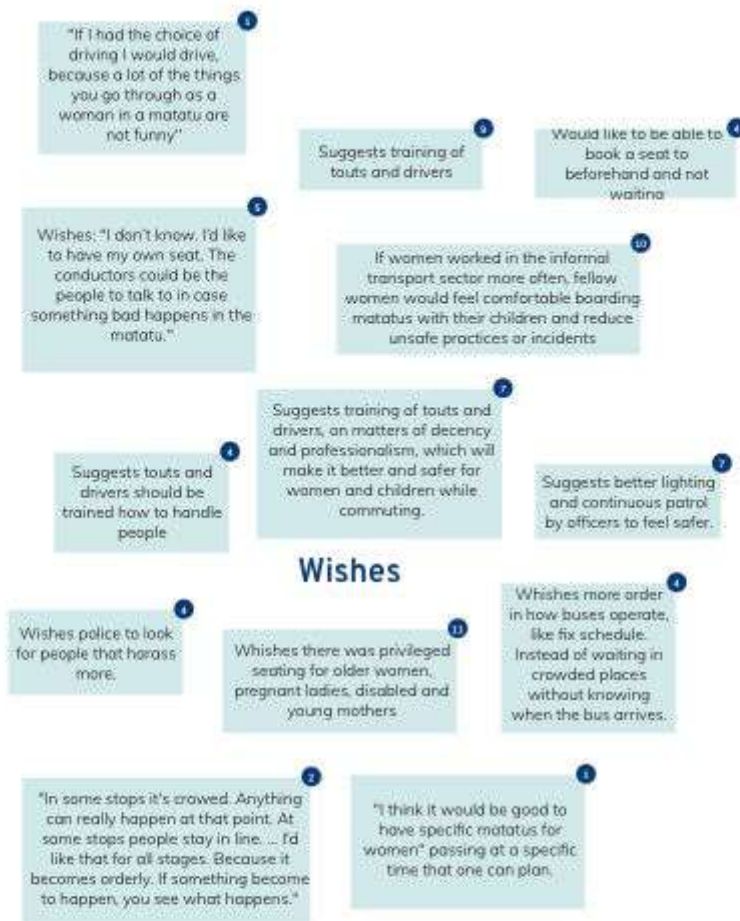 1
"If I had the choice of
driving I would drive,
because a lot of the things
you go through as a
woman in a matatu are
not funny"
9
Suggests training of
touts and drivers
4
Would like to be able to
book a seat to
beforehand and not
waiting
5
Wishes: "I don't know. I'd like
to have my own seat. The
conductors could be the
people to talk to in case
something bad happens in the
matatu."
10
If women worked in the informal
transport sector more often, fellow
women would feel comfortable boarding
matatus with their children and reduce
unsafe practices or incidents
7
Suggests training of touts and
drivers, on matters of decency
and professionalism, which will
make it better and safer for
women and children while
commuting.
4
Suggests touts and
drivers should be
trained how to handle
people
7
Suggests better lighting
and continuous patrol
by officers to feel safer.
Wishes
4
Wishes police to look
for people that harass
more.
11
Whishes there was privileged
seating for older women,
pregnant ladies, disabled and
young mothers
4
Whishes more order
in how buses operate,
like fix schedule.
Instead of waiting in
crowded places
without knowing
when the bus arrives.
2
"In some stops it's crowed. Anything
can really happen at that point. At
some stops people stay in line. ... I'd
like that for all stages. Because it
becomes orderly. If something become
to happen, you see what happens."
"I think it would be good to
have specific matatus for
women" passing at a specific
time that one can plan.